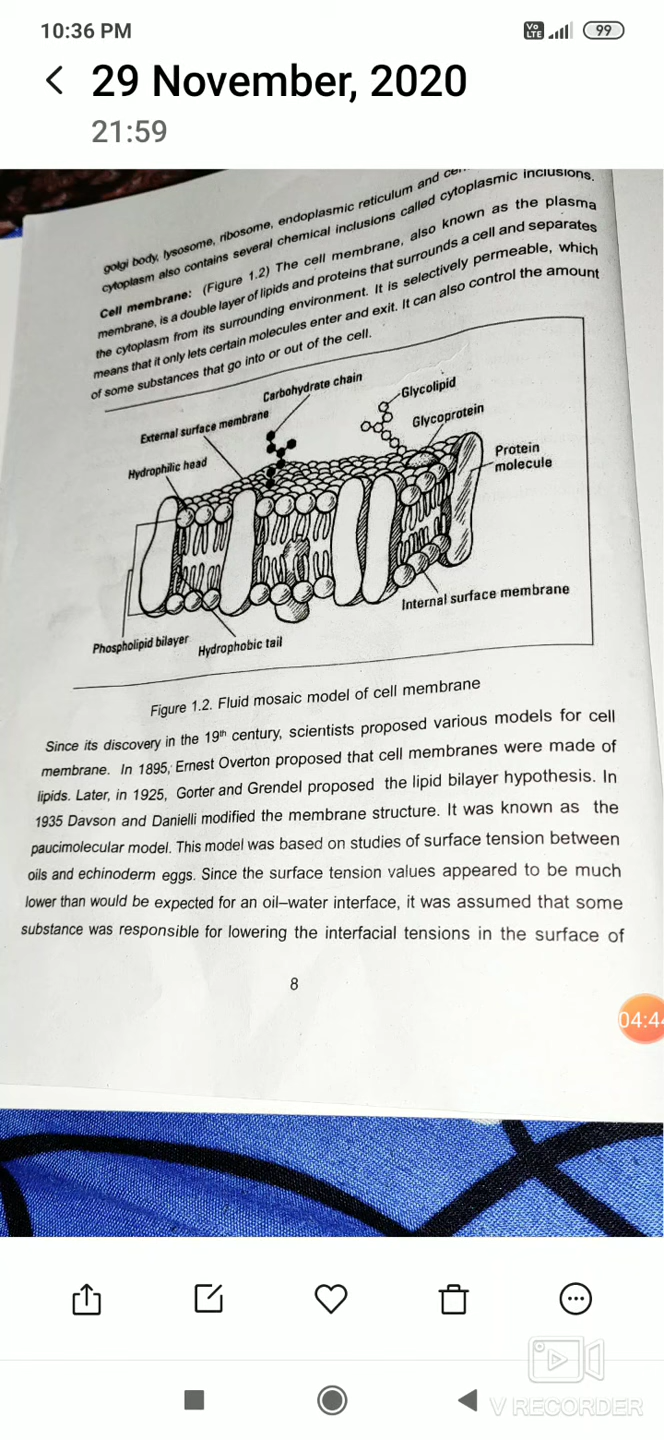 10:36 PM
Vo LTE
99
29 November, 2020
21:59
golgi body, lysosome, ribosome, endoplasmic reticulum and
cytoplasm also contains several chemical inclusions called cytoplasmic inclusions.
Cell membrane: (Figure 1.2) The cell membrane, also known as the plasma
membrane, is a double layer of lipids and proteins that surrounds a cell and separates
the cytoplasm from its surrounding environment. It is selectively permeable, which
means that it only lets certain molecules enter and exit. It can also control the amount
of some substances that go into or out of the cell.
Carbohydrate chain
Glycolipid
External surface membrane
Glycoprotein
Hydrophilic head
Protein
molecule
Internal surface membrane
Phospholipid bilayer
Hydrophobic tail
Figure 1.2. Fluid mosaic model of cell membrane
Since its discovery in the 19th century, scientists proposed various models for cell
membrane. In 1895, Ernest Overton proposed that cell membranes were made of
lipids. Later, in 1925, Gorter and Grendel proposed the lipid bilayer hypothesis. In
1935 Davson and Danielli modified the membrane structure. It was known as the
paucimolecular model. This model was based on studies of surface tension between
oils and echinoderm eggs. Since the surface tension values appeared to be much
lower than would be expected for an oil–water interface, it was assumed that some
substance was responsible for lowering the interfacial tensions in the surface of
8
V RECORDER